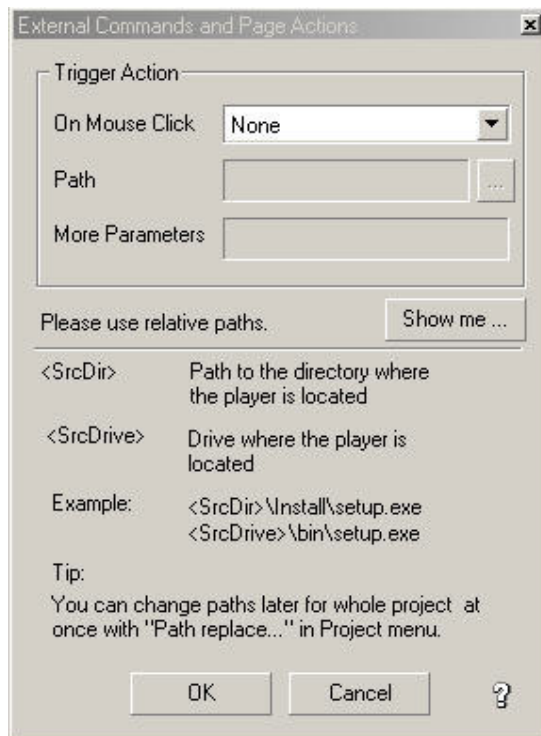 External Commands and Page Actions
Trigger Action
On Mouse Click None
Path ...
More Parameters
Please use relative paths. Show me ...
<SrcDir> Path to the directory where
the player is located
<SrcDrive> Drive where the player is
located
Example: <SrcDir>\Install\setup.exe
<SrcDrive>\bin\setup.exe
Tip:
You can change paths later for whole project at
once with "Path replace..." in Project menu.
OK Cancel ?